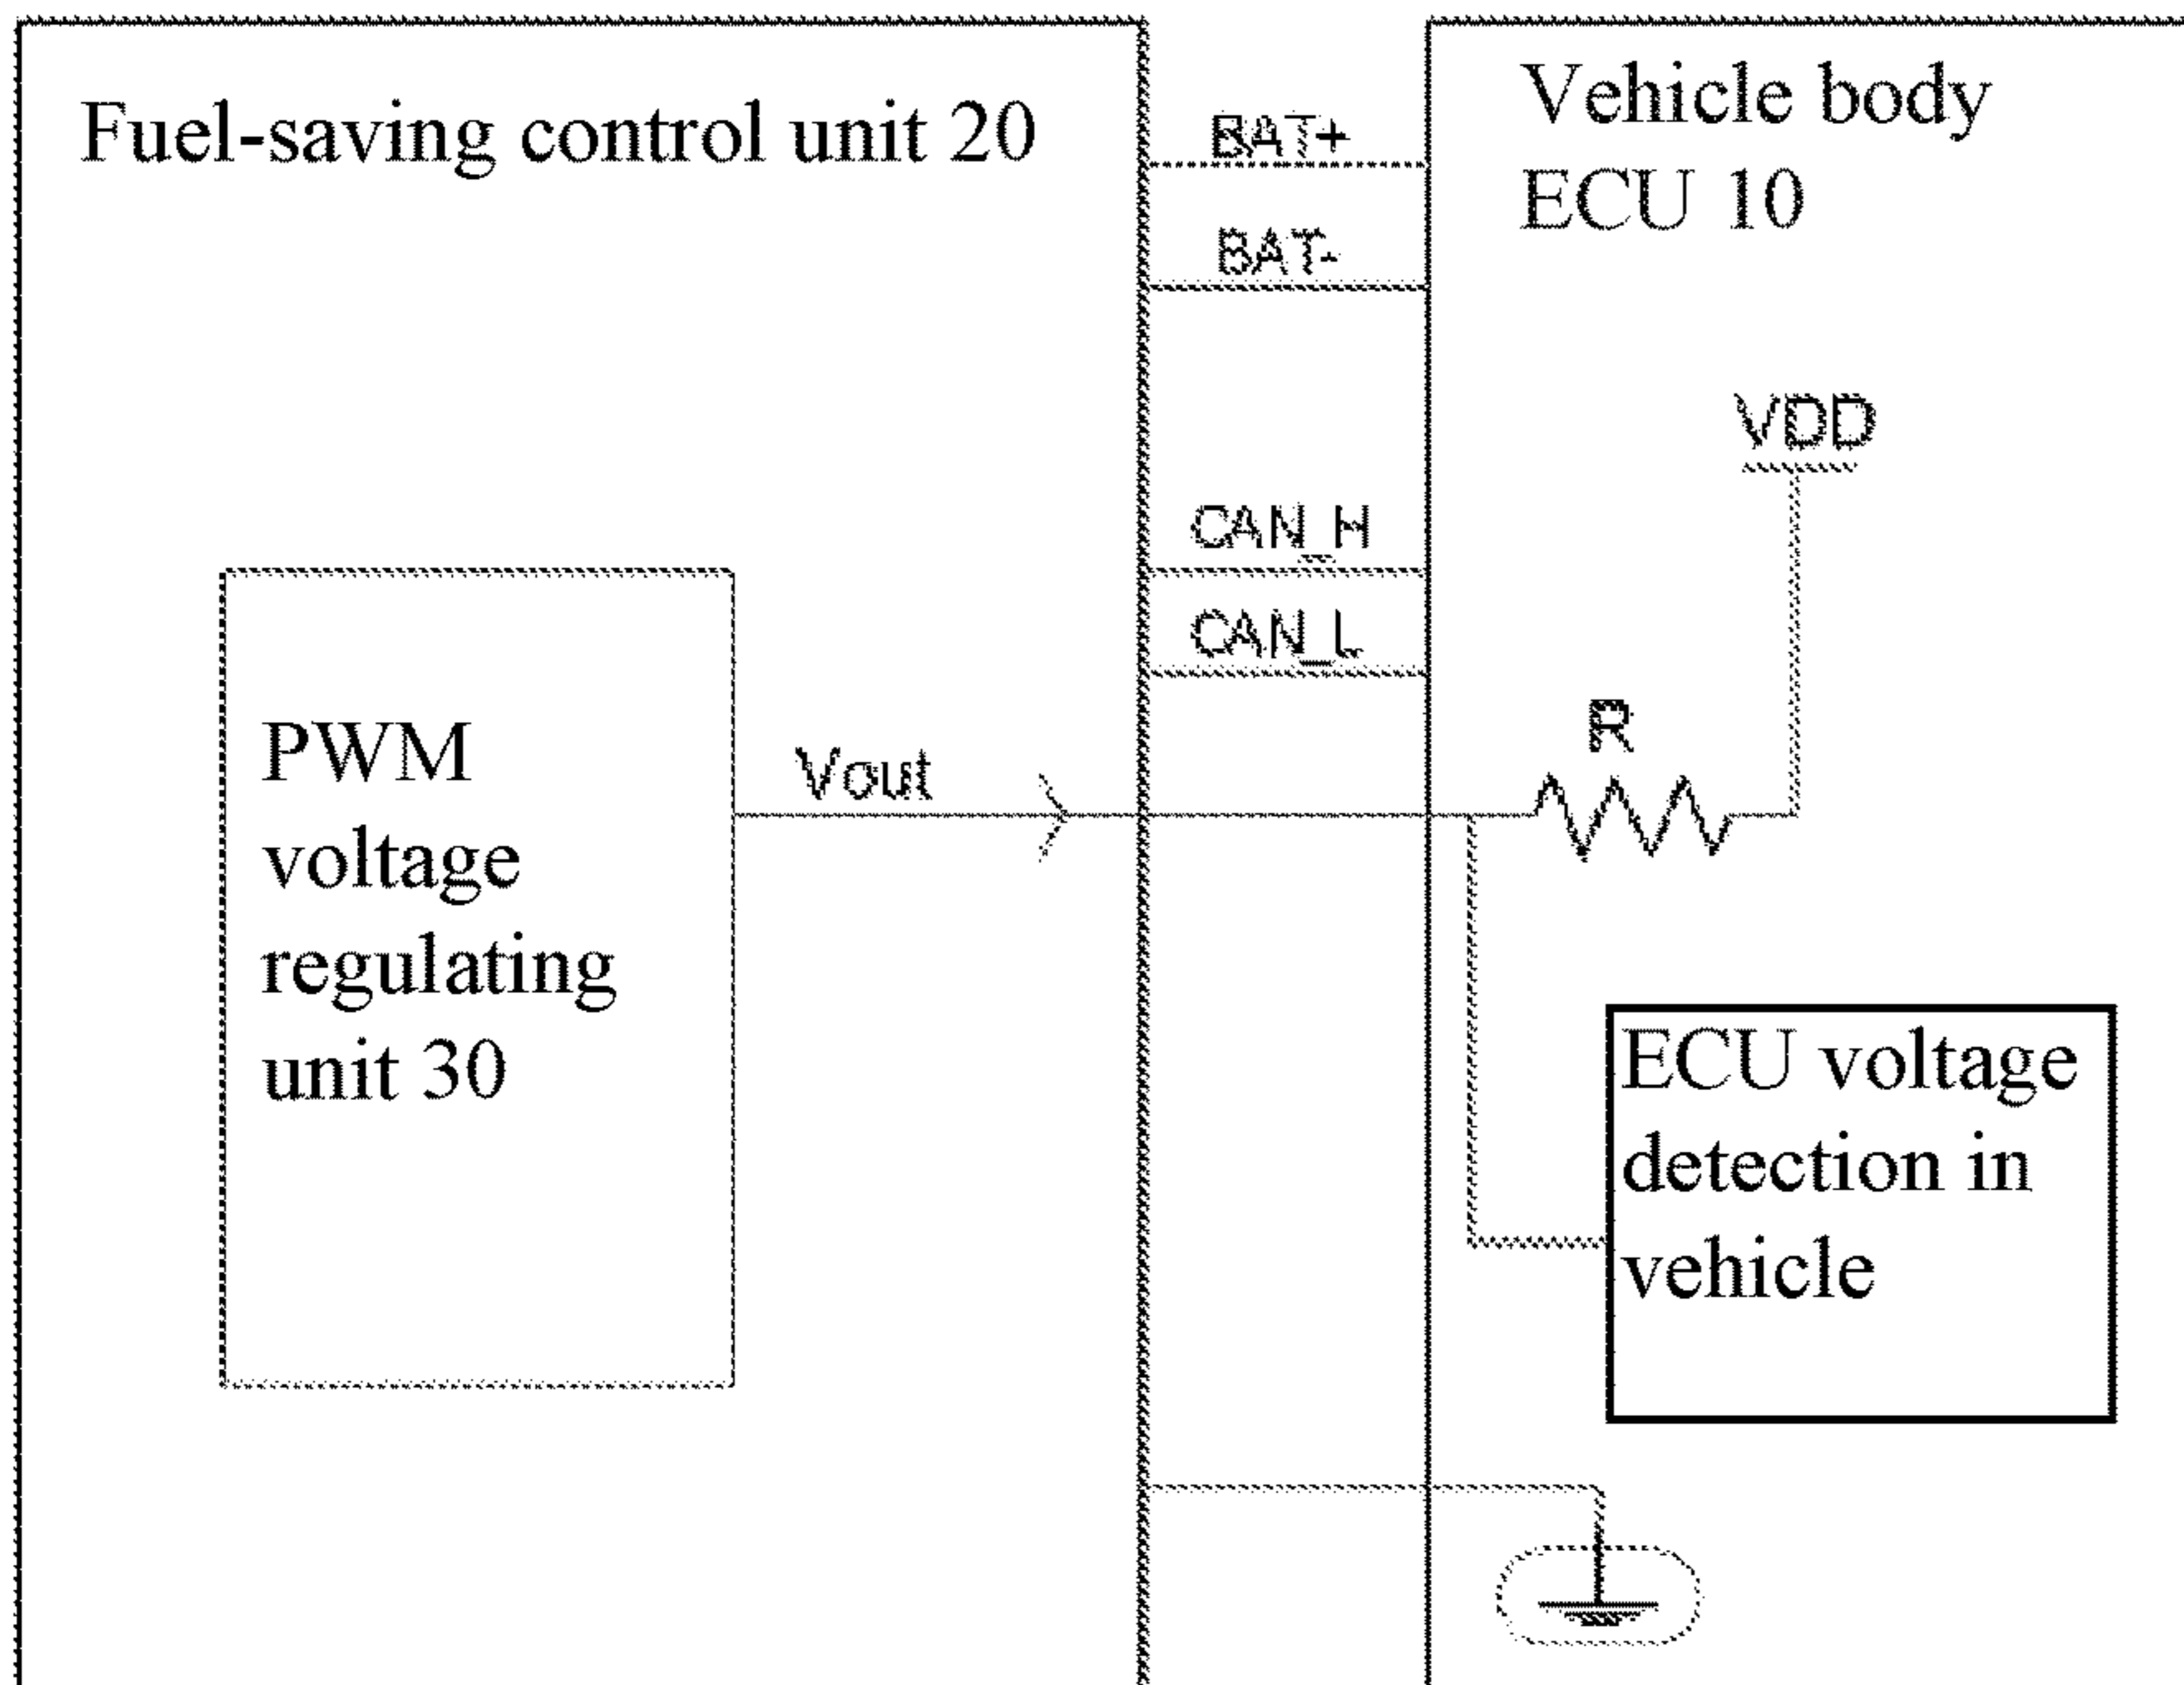 Fuel-saving control unit 20
BAT+
BAT-
Vehicle body
ECU 10
VDD
CAN_H
CAN_L
R
PWM
voltage
regulating
unit 30
Vout
ECU voltage
detection in
vehicle